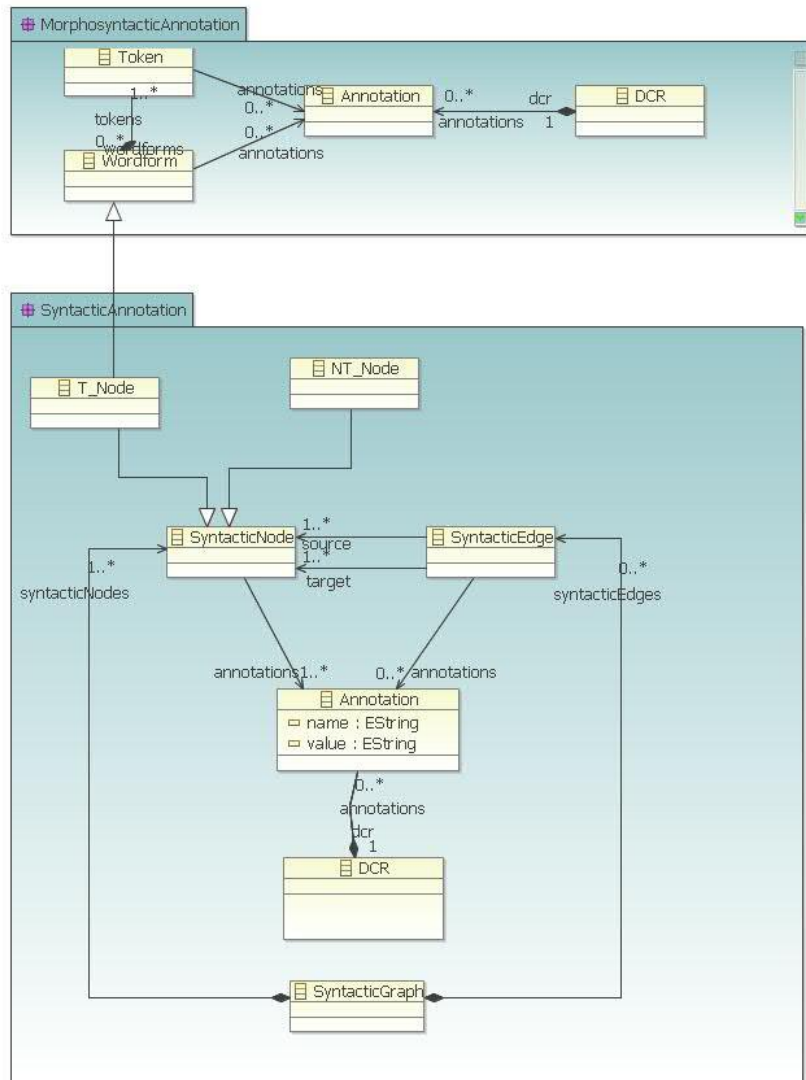 MorphosyntacticAnnotation
Token
1..*
tokens
0..*
wordforms
Wordform
annotations
0..*
0..*
annotations
Annotation
0..*
annotations
dcr
1
DCR
SyntacticAnnotation
T_Node
NT_Node
SyntacticNode
1..*
source
1..*
target
SyntacticEdge
1..*
syntacticNodes
0..*
syntacticEdges
annotations 1..*
0..* annotations
Annotation
name : EString
value : EString
0..*
annotations
dcr
1
DCR
SyntacticGraph